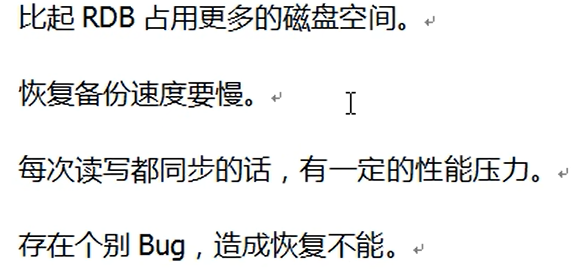 比起 RDB 占用更多的磁盘空间。
恢复备份速度要慢。
每次读写都同步的话，有一定的性能压力。
存在个别 Bug，造成恢复不能。